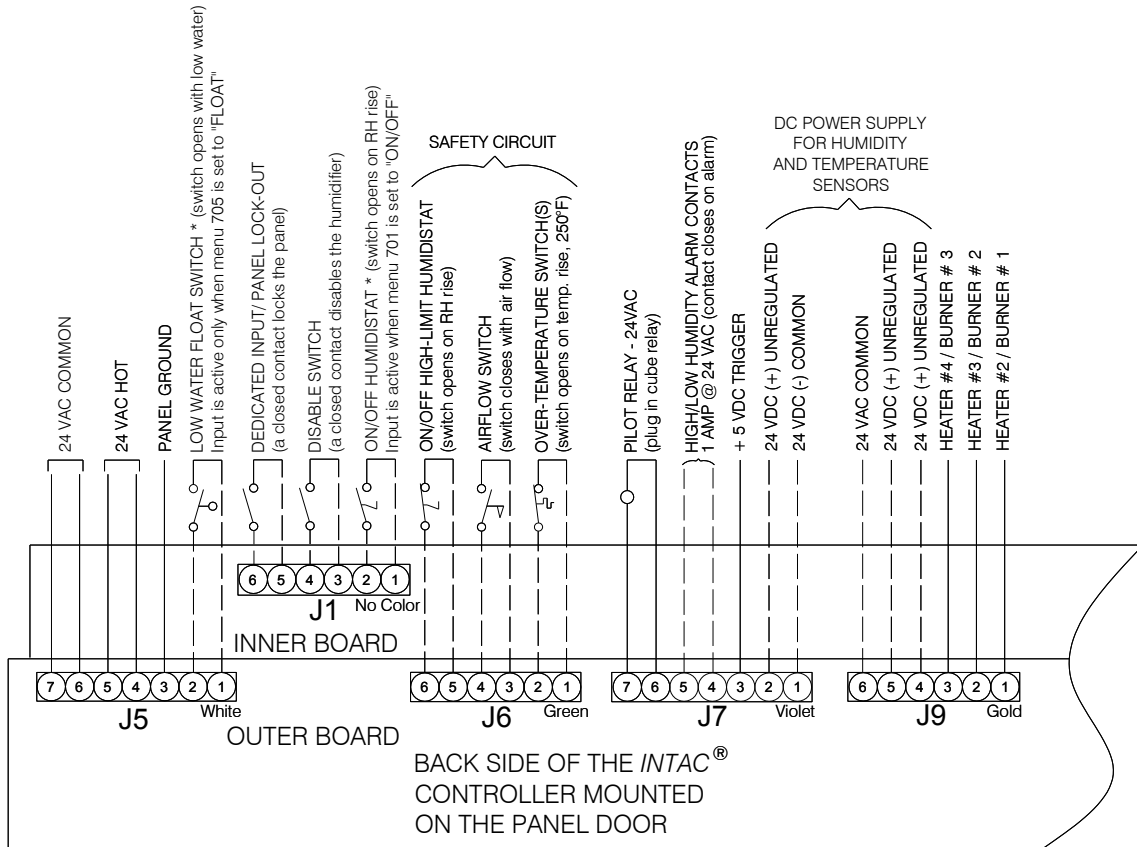 24 VAC COMMON
24 VAC HOT
PANEL GROUND
LOW WATER FLOAT SWITCH * (switch opens with low water)
Input is active only when menu 705 is set to "FLOAT"
DEDICATED INPUT/ PANEL LOCK-OUT
(a closed contact locks the panel)
DISABLE SWITCH
(a closed contact disables the humidifier)
ON/OFF HUMIDISTAT * (switch opens on RH rise)
Input is active when menu 701 is set to "ON/OFF"
SAFETY CIRCUIT
ON/OFF HIGH-LIMIT HUMIDISTAT
(switch opens on RH rise)
AIRFLOW SWITCH
(switch closes with air flow)
OVER-TEMPERATURE SWITCH(S)
(switch opens on temp. rise, 250°F)
PILOT RELAY - 24VAC
(plug in cube relay)
HIGH/LOW HUMIDITY ALARM CONTACTS
1 AMP @ 24 VAC (contact closes on alarm)
+ 5 VDC TRIGGER
DC POWER SUPPLY
FOR HUMIDITY
AND TEMPERATURE
SENSORS
24 VDC (+) UNREGULATED
24 VDC (-) COMMON
24 VAC COMMON
24 VDC (+) UNREGULATED
24 VDC (+) UNREGULATED
HEATER #4 / BURNER # 3
HEATER #3 / BURNER # 2
HEATER #2 / BURNER # 1
6 5 4 3 2 1
J1 No Color
INNER BOARD
7 6 5 4 3 2 1
J5 White
6 5 4 3 2 1
J6 Green
7 6 5 4 3 2 1
J7 Violet
6 5 4 3 2 1
J9 Gold
OUTER BOARD
BACK SIDE OF THE INTAC®
CONTROLLER MOUNTED
ON THE PANEL DOOR